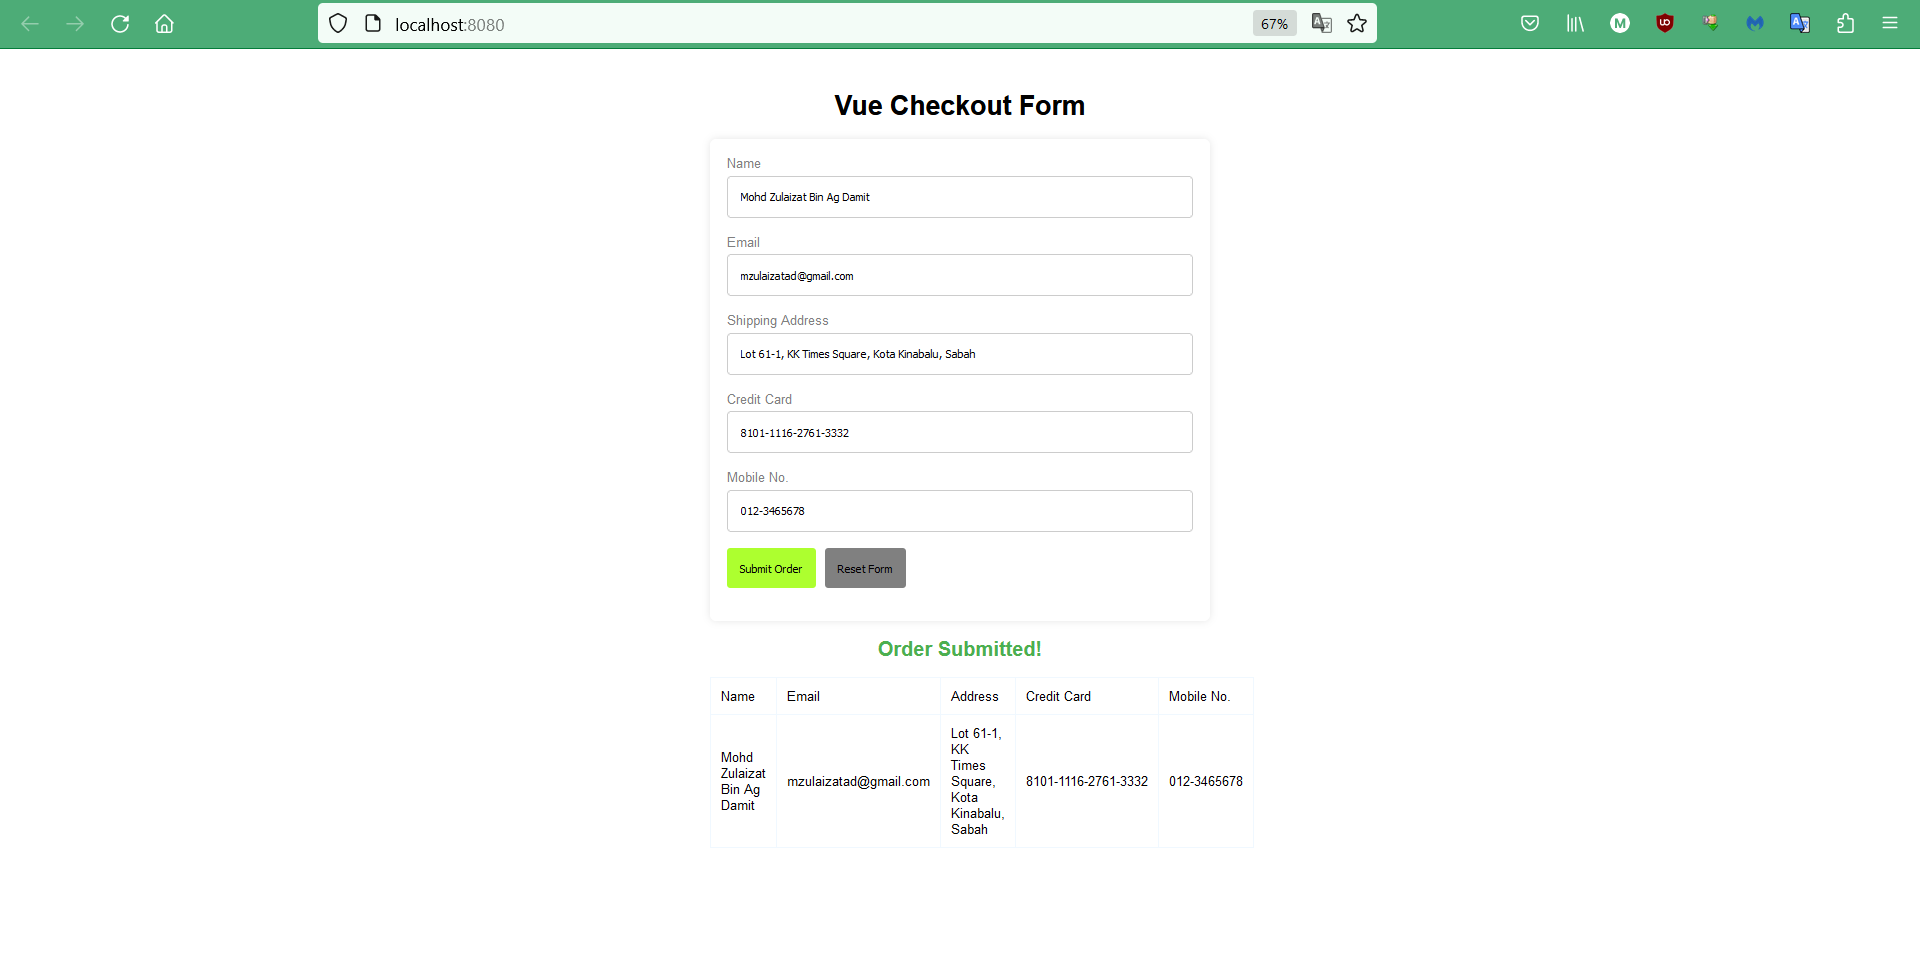 localhost:8080
67%
Vue Checkout Form
Name
Mohd Zulaizat Bin Ag Damit
Email
mzulaizatad@gmail.com
Shipping Address
Lot 61-1, KK Times Square, Kota Kinabalu, Sabah
Credit Card
8101-1116-2761-3332
Mobile No.
012-3465678
Submit Order Reset Form
Order Submitted!
Name Email Address Credit Card Mobile No.
Mohd
Zulaizat
Bin Ag
Damit
mzulaizatad@gmail.com
Lot 61-1,
KK
Times
Square,
Kota
Kinabalu,
Sabah
8101-1116-2761-3332
012-3465678